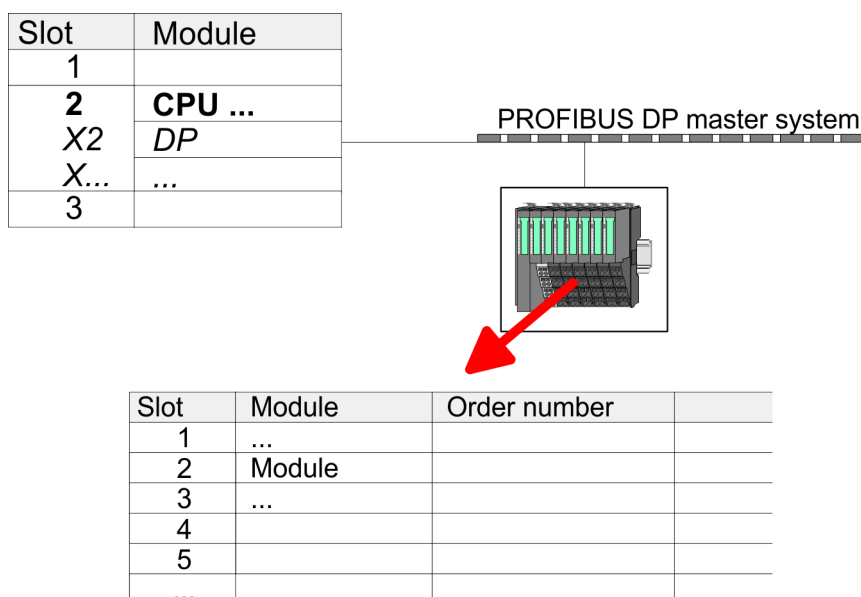 Slot Module
1
2 CPU ...
X2 DP
X... ...
3
PROFIBUS DP master system
Slot Module Order number
1 ...
2 Module
3 ...
4
5
...